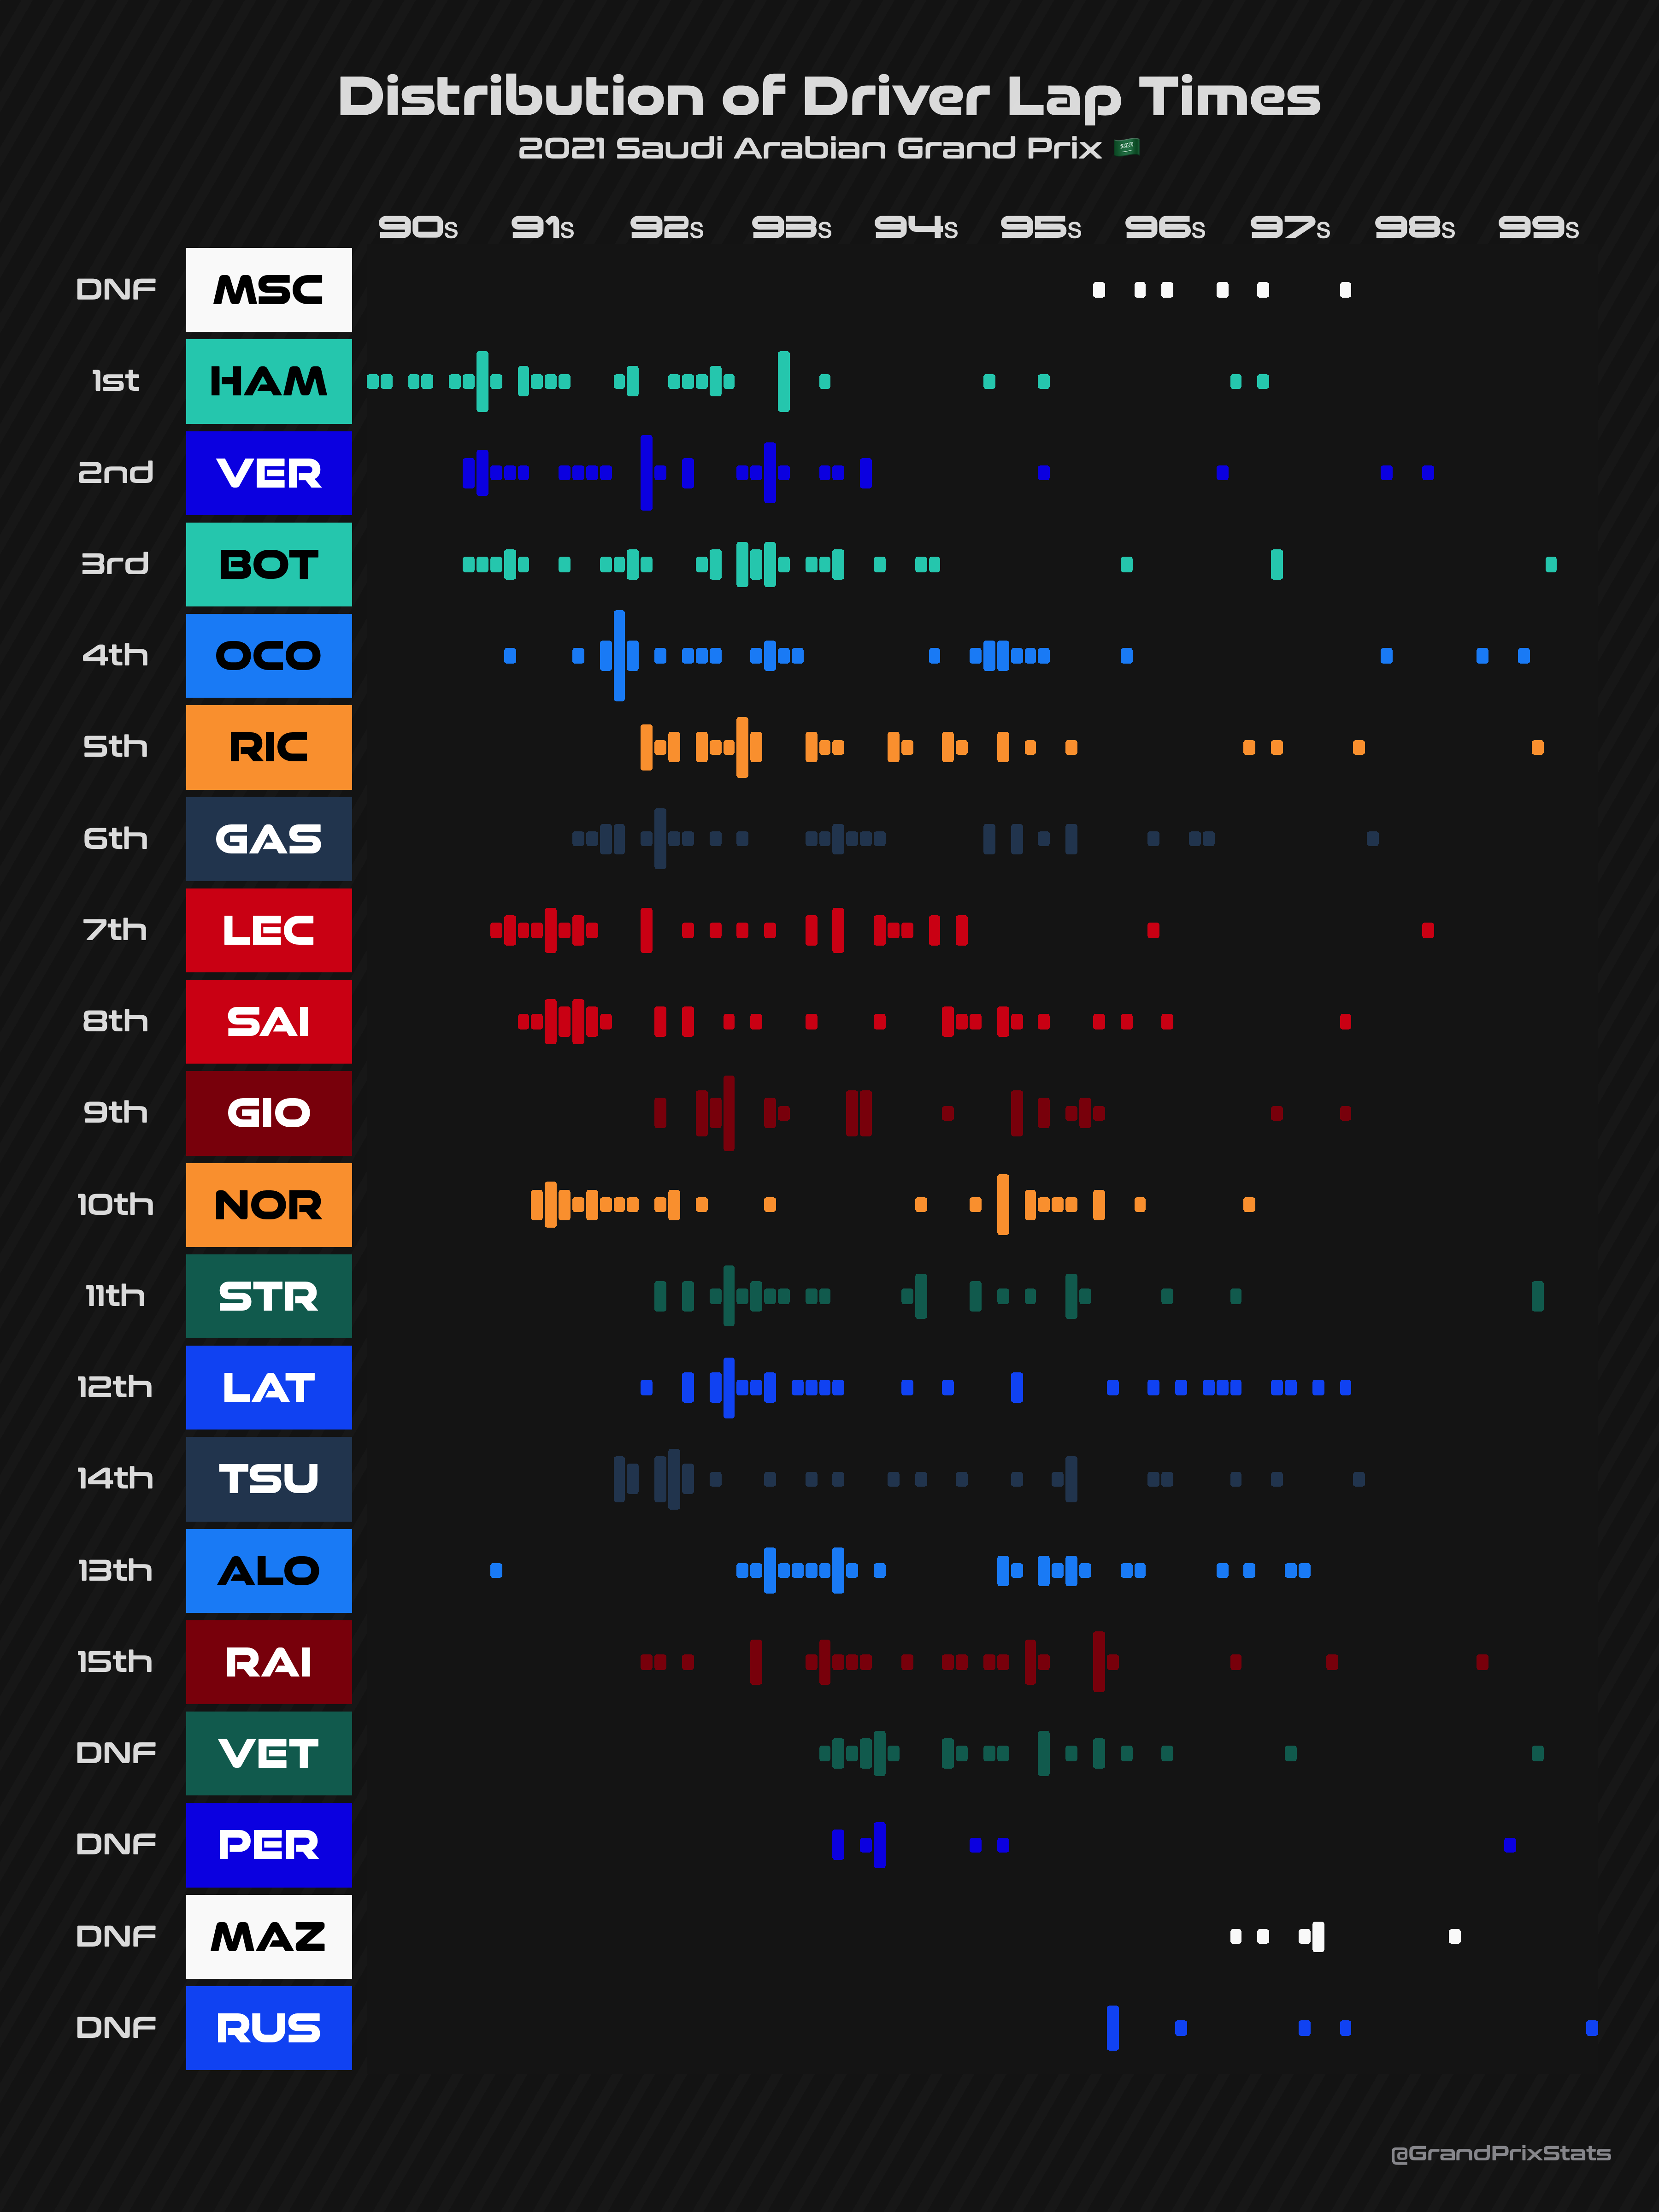 Distribution of Driver Lap Times
2021 Saudi Arabian Grand Prix 🇸🇦
90s 91s 92s 93s 94s 95s 96s 97s 98s 99s
DNF MSC
1st HAM
2nd VER
3rd BOT
4th OCO
5th RIC
6th GAS
7th LEC
8th SAI
9th GIO
10th NOR
11th STR
12th LAT
14th TSU
13th ALO
15th RAI
DNF VET
DNF PER
DNF MAZ
DNF RUS
@GrandPrixStats